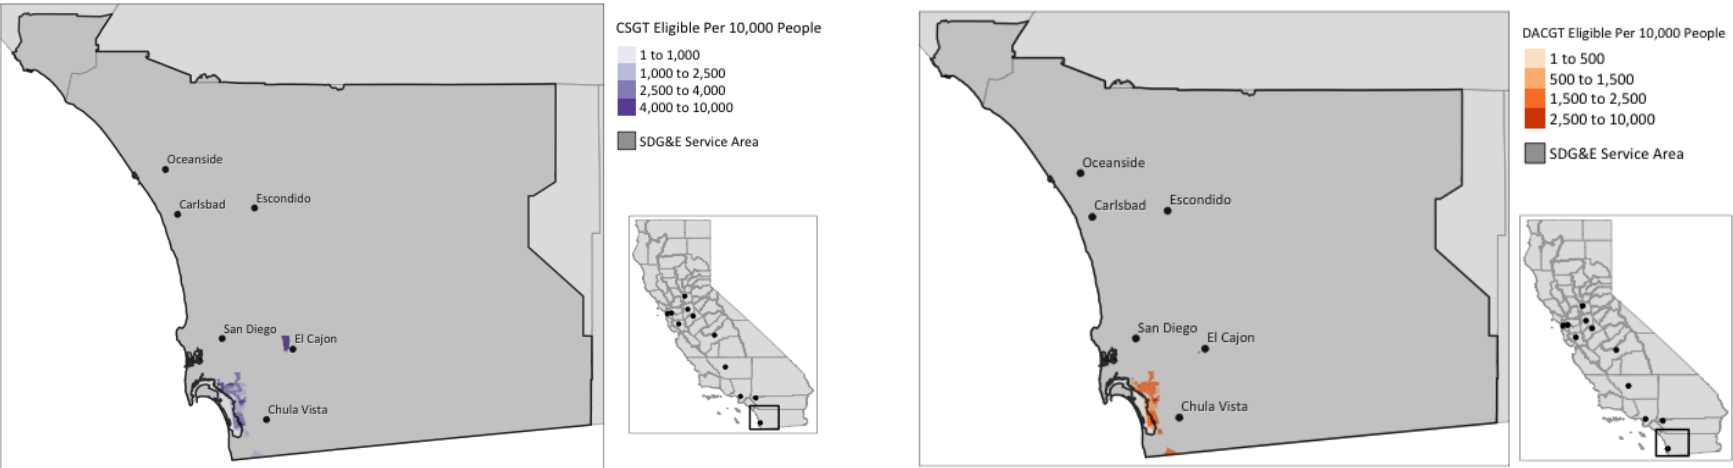 CSGT Eligible Per 10,000 People
1 to 1,000
1,000 to 2,500
2,500 to 4,000
4,000 to 10,000
SDG&E Service Area
Oceanside
Carlsbad
Escondido
San Diego
El Cajon
Chula Vista
DACGT Eligible Per 10,000 People
1 to 500
500 to 1,500
1,500 to 2,500
2,500 to 10,000
SDG&E Service Area
Oceanside
Carlsbad
Escondido
San Diego
El Cajon
Chula Vista